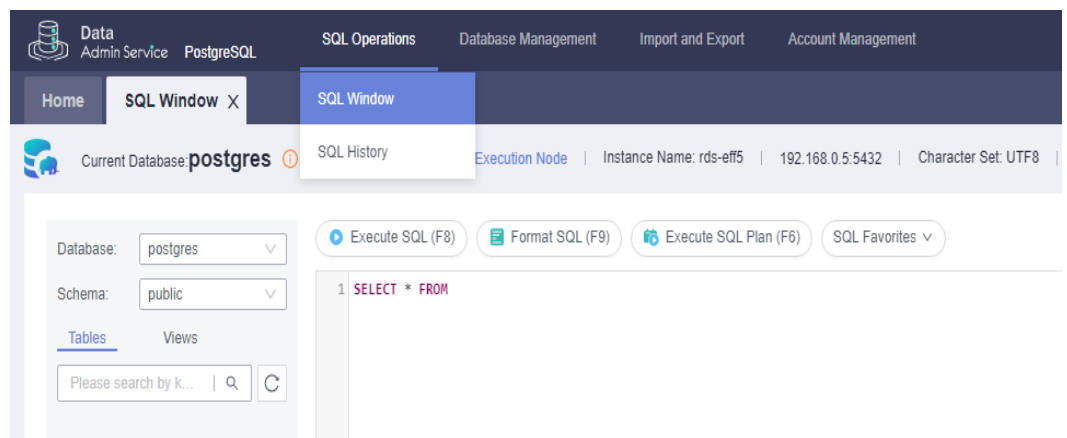 Data
Admin Service PostgreSQL
SQL Operations Database Management Import and Export Account Management
Home SQL Window X SQL Window
SQL History
Current Database:postgres Execution Node | Instance Name: rds-eff5 | 192.168.0.5:5432 | Character Set: UTF8 |
Database: postgres
Schema: public
Tables Views
Please search by k...
Execute SQL (F8) Format SQL (F9) Execute SQL Plan (F6) SQL Favorites
1 SELECT * FROM